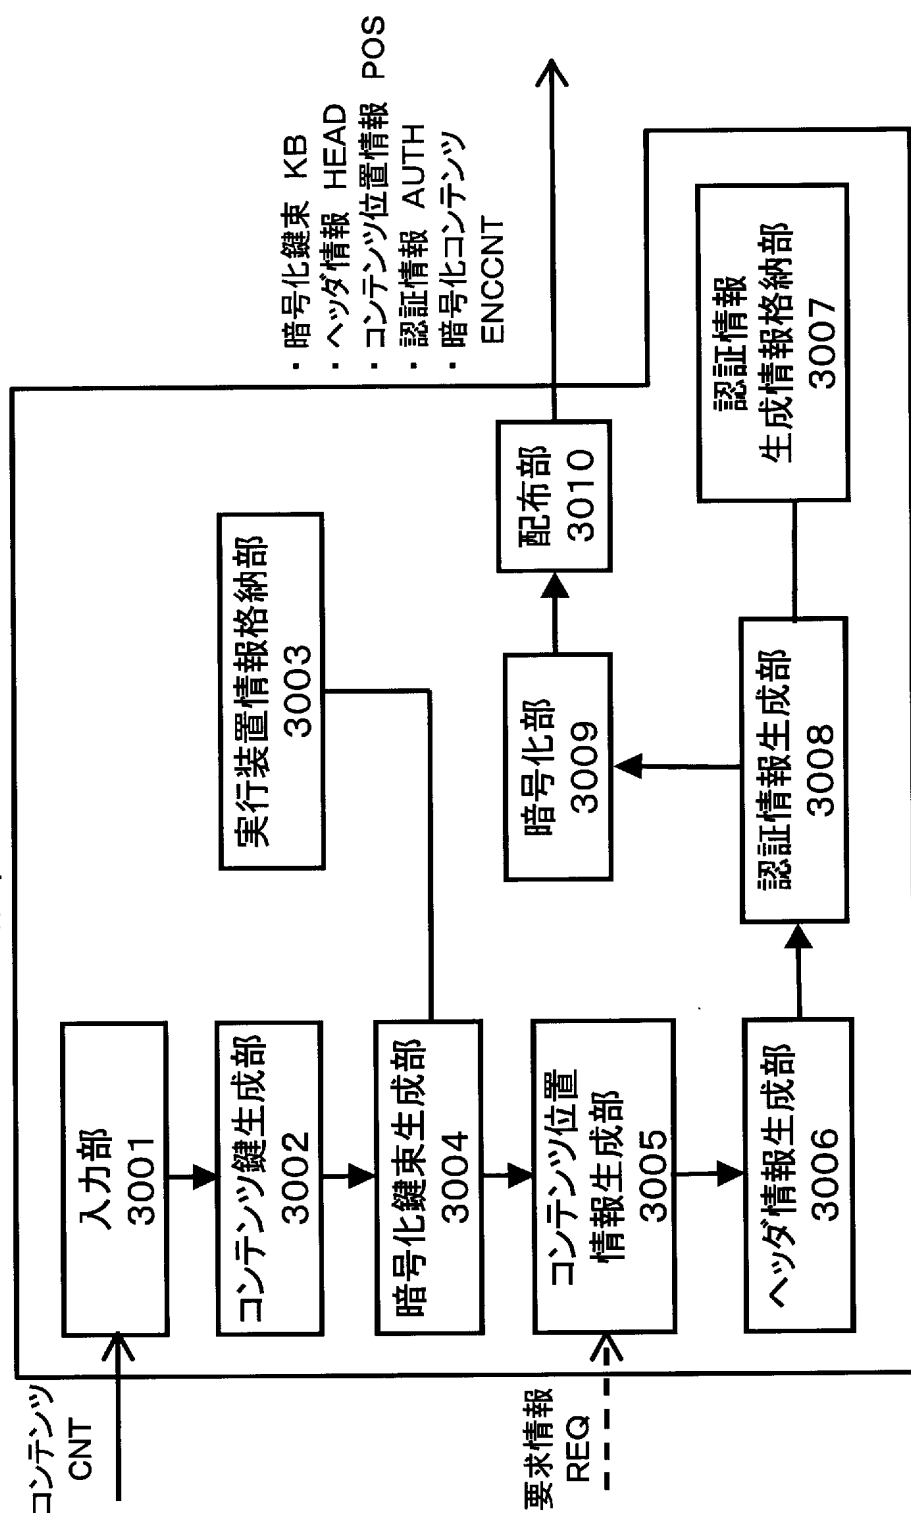 コンテンツ
CNT
入力部
3001
コンテンツ鍵生成部
3002
実行装置情報格納部
3003
暗号化鍵束生成部
3004
要求情報
REQ
コンテンツ位置
情報生成部
3005
ヘッダ情報生成部
3006
認証情報
生成情報格納部
3007
認証情報生成部
3008
暗号化部
3009
配布部
3010
・ 暗号化鍵束 KB
・ ヘッダ情報 HEAD
・ コンテンツ位置情報 POS
・ 認証情報 AUTH
・ 暗号化コンテンツ
ENCCNT